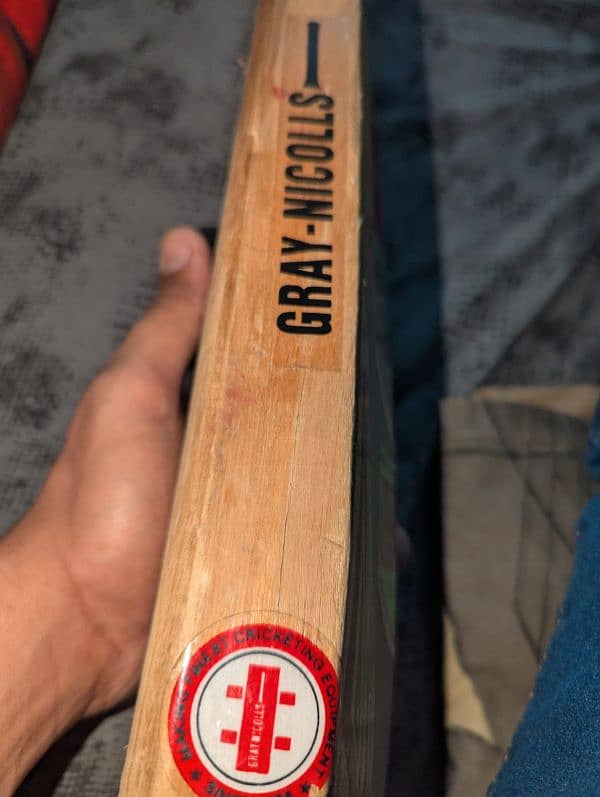 GRAY-NICOLLS
★ MAKING FINEST CRICKETING EQUIPMENT ★
GRAY-NICOLLS